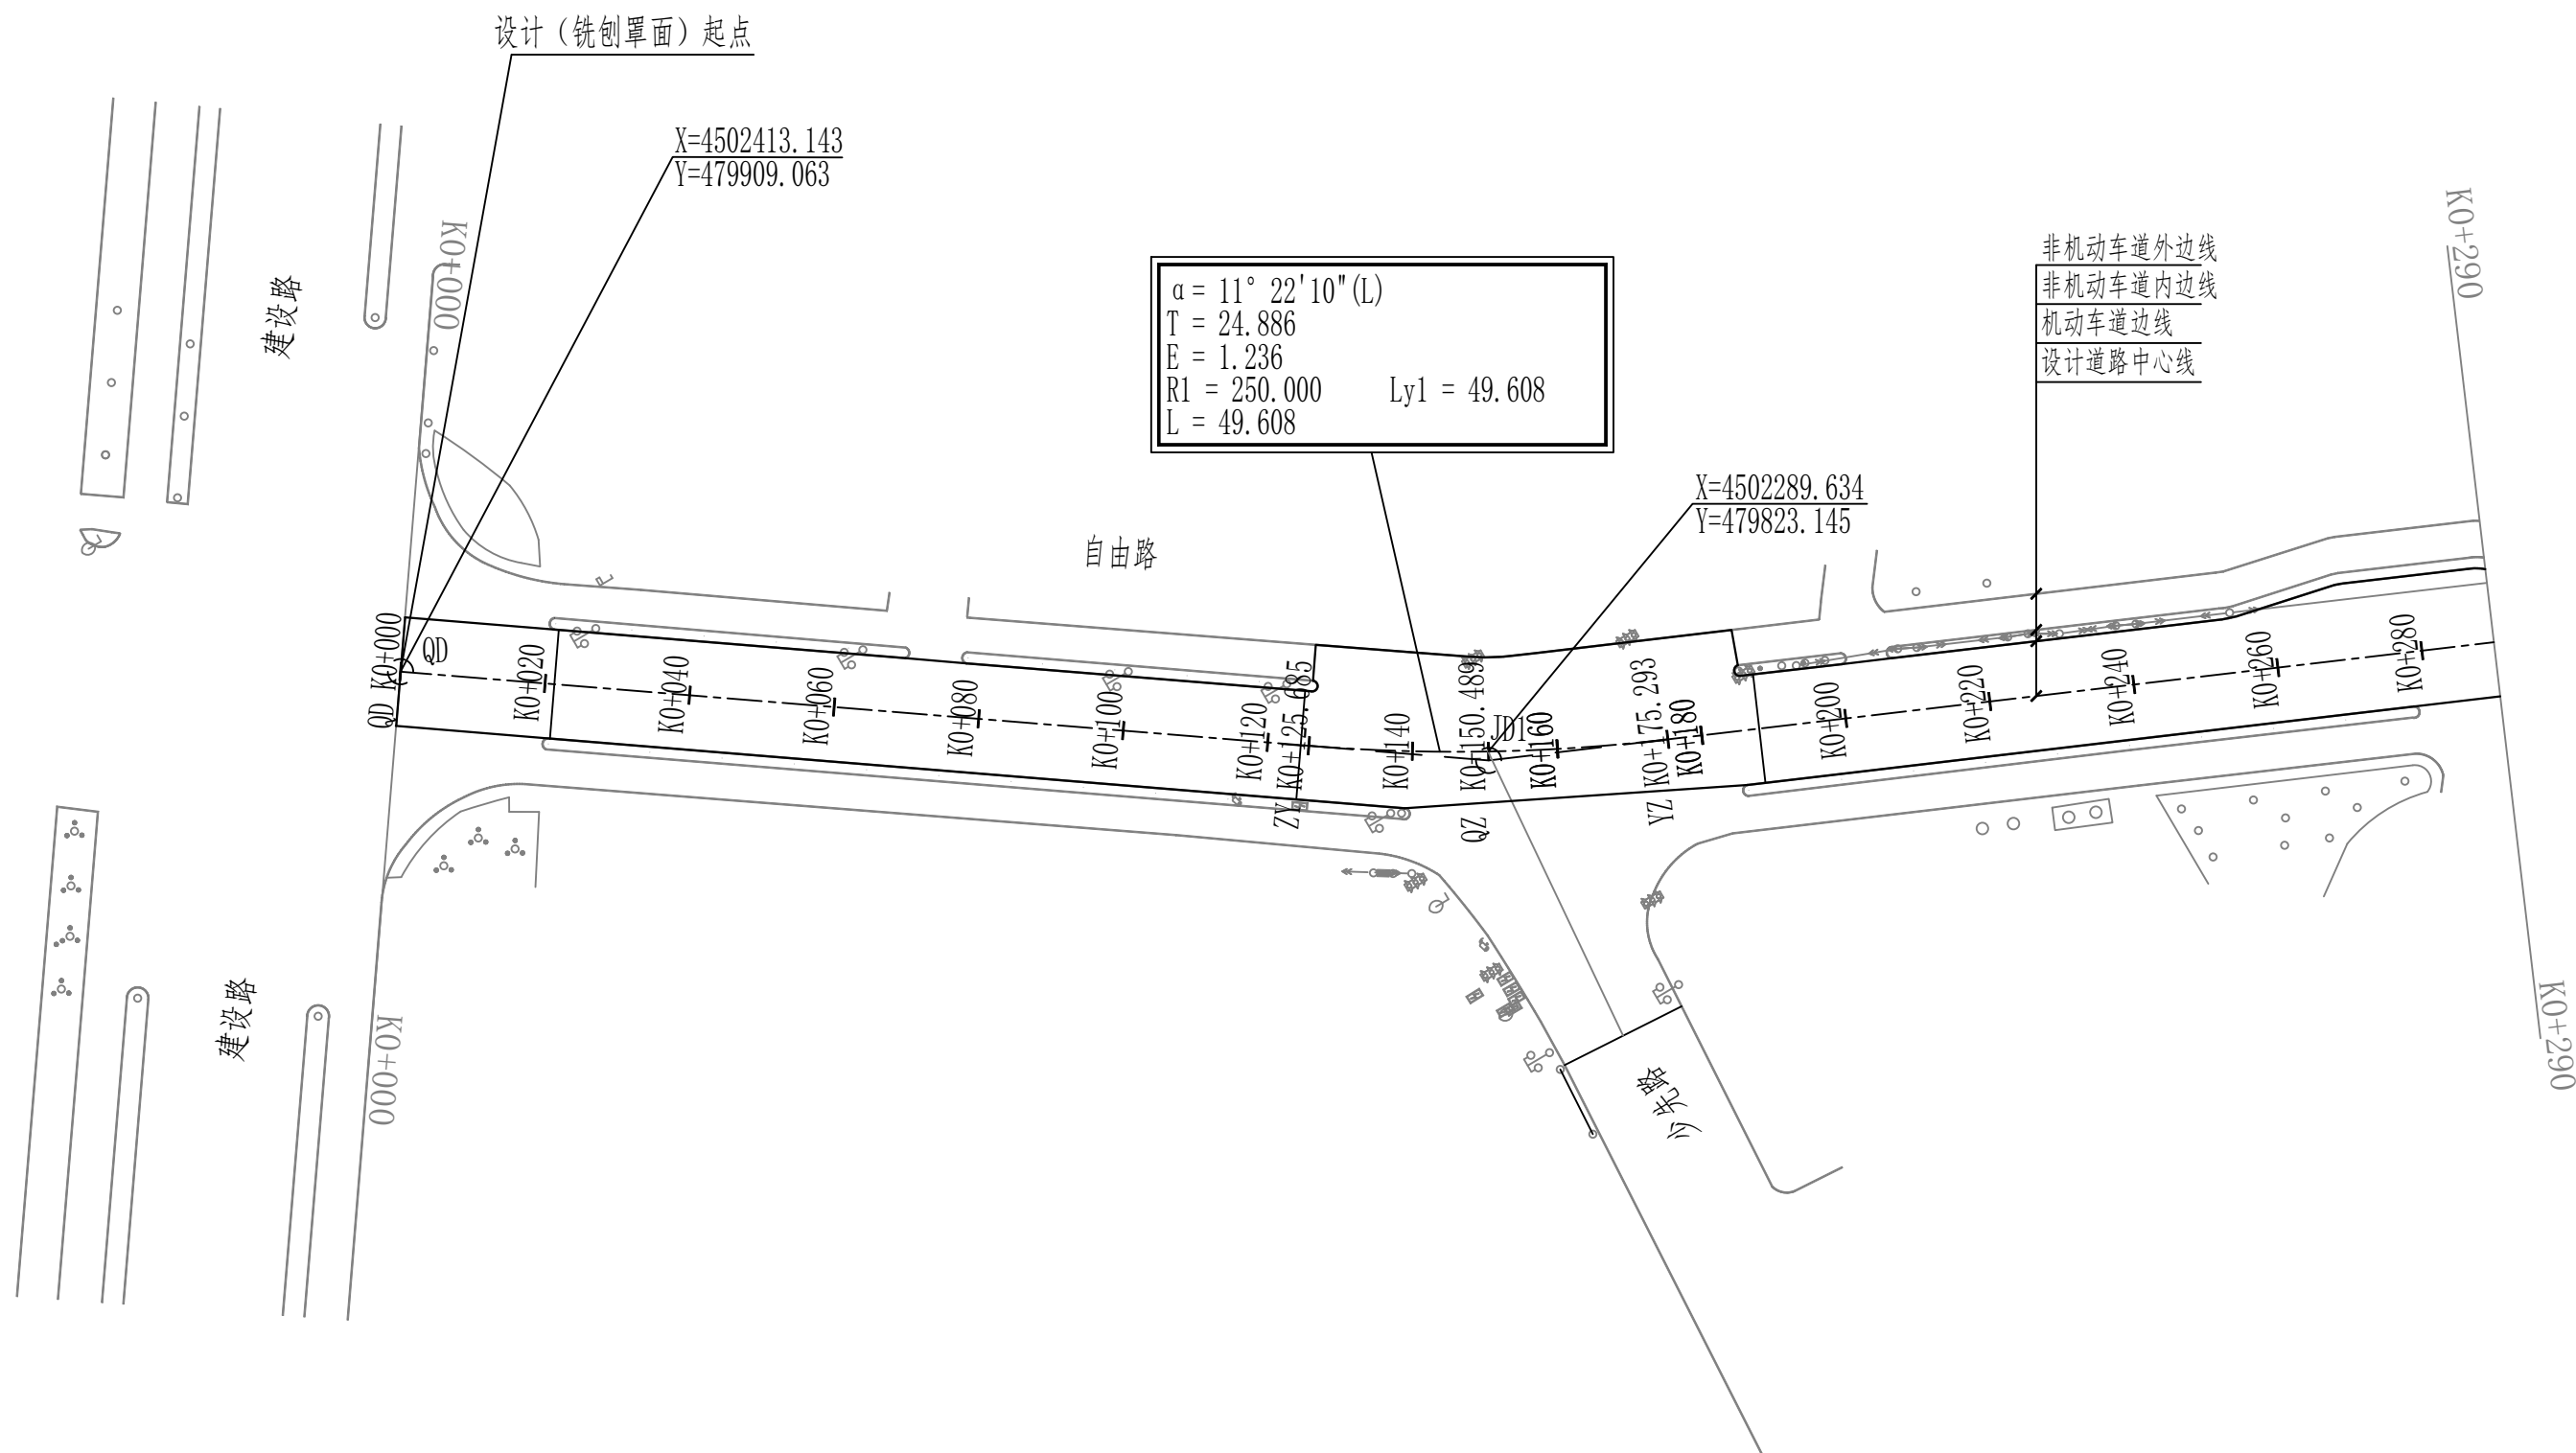 设计（铣刨罩面）起点
X=4502413.143
Y=479909.063
K0+000
建设路
K0+290
非机动车道外边线
非机动车道内边线
机动车道边线
设计道路中心线
α= 11° 22'10"(L)
T = 24.886
E = 1.236
R1 = 250.000 Ly1 = 49.608
L = 49.608
X=4502289.634
Y=479823.145
自由路
QD K0+000
QD
K0+020
K0+040
K0+060
K0+080
K0+100
K0+120
ZY K0+125.685
K0+140
QZ K0+150.489
JD1
K0+160
YZ K0+175.293
K0+180
K0+200
K0+220
K0+240
K0+260
K0+280
建设路
K0+000
少先路
K0+290